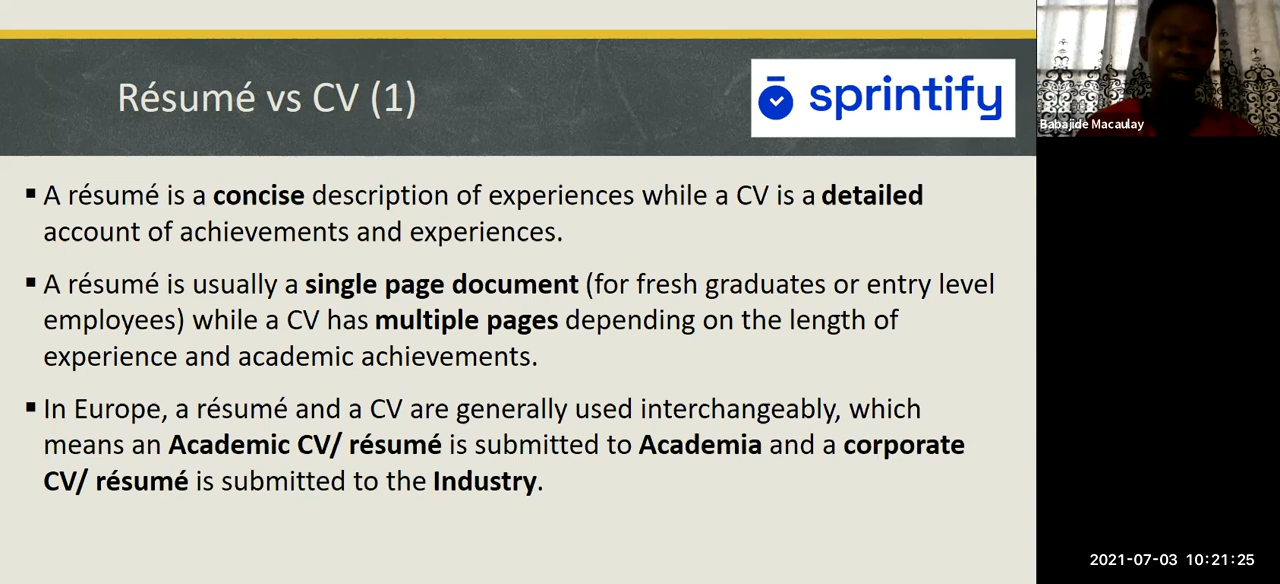 Résumé vs CV (1)
sprintify
Babajide Macaulay
▪ A résumé is a concise description of experiences while a CV is a detailed
account of achievements and experiences.
▪ A résumé is usually a single page document (for fresh graduates or entry level
employees) while a CV has multiple pages depending on the length of
experience and academic achievements.
▪ In Europe, a résumé and a CV are generally used interchangeably, which
means an Academic CV/ résumé is submitted to Academia and a corporate
CV/ résumé is submitted to the Industry.
2021-07-03 10:21:25